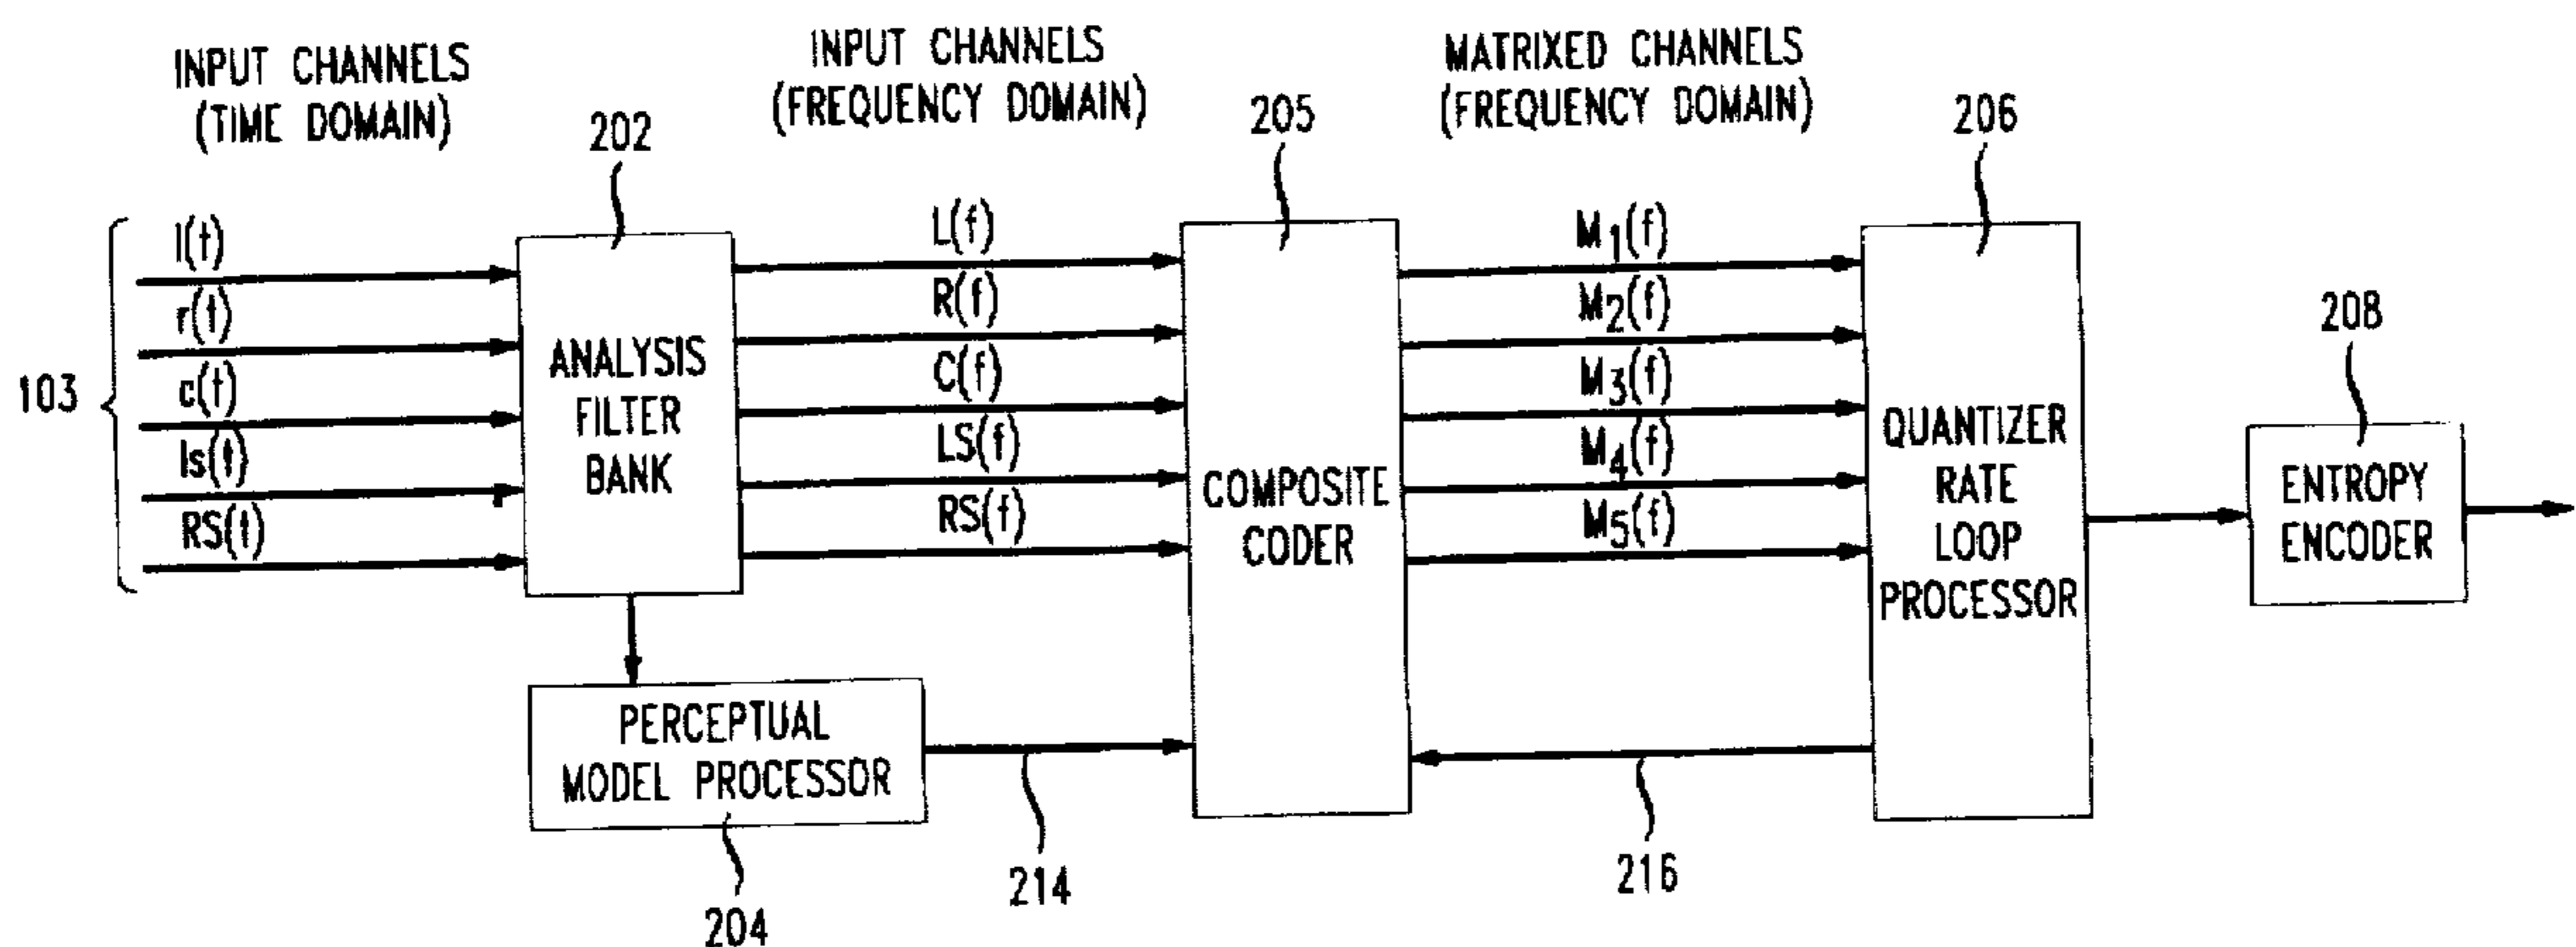 INPUT CHANNELS
(TIME DOMAIN)
INPUT CHANNELS
(FREQUENCY DOMAIN)
MATRIXED CHANNELS
(FREQUENCY DOMAIN)
202
205
206
208
103
l(t)
r(t)
c(t)
ls(t)
RS(t)
ANALYSIS
FILTER
BANK
L(f)
R(f)
C(f)
LS(f)
RS(f)
COMPOSITE
CODER
M1(f)
M2(f)
M3(f)
M4(f)
M5(f)
QUANTIZER
RATE
LOOP
PROCESSOR
ENTROPY
ENCODER
PERCEPTUAL
MODEL PROCESSOR
204
214
216